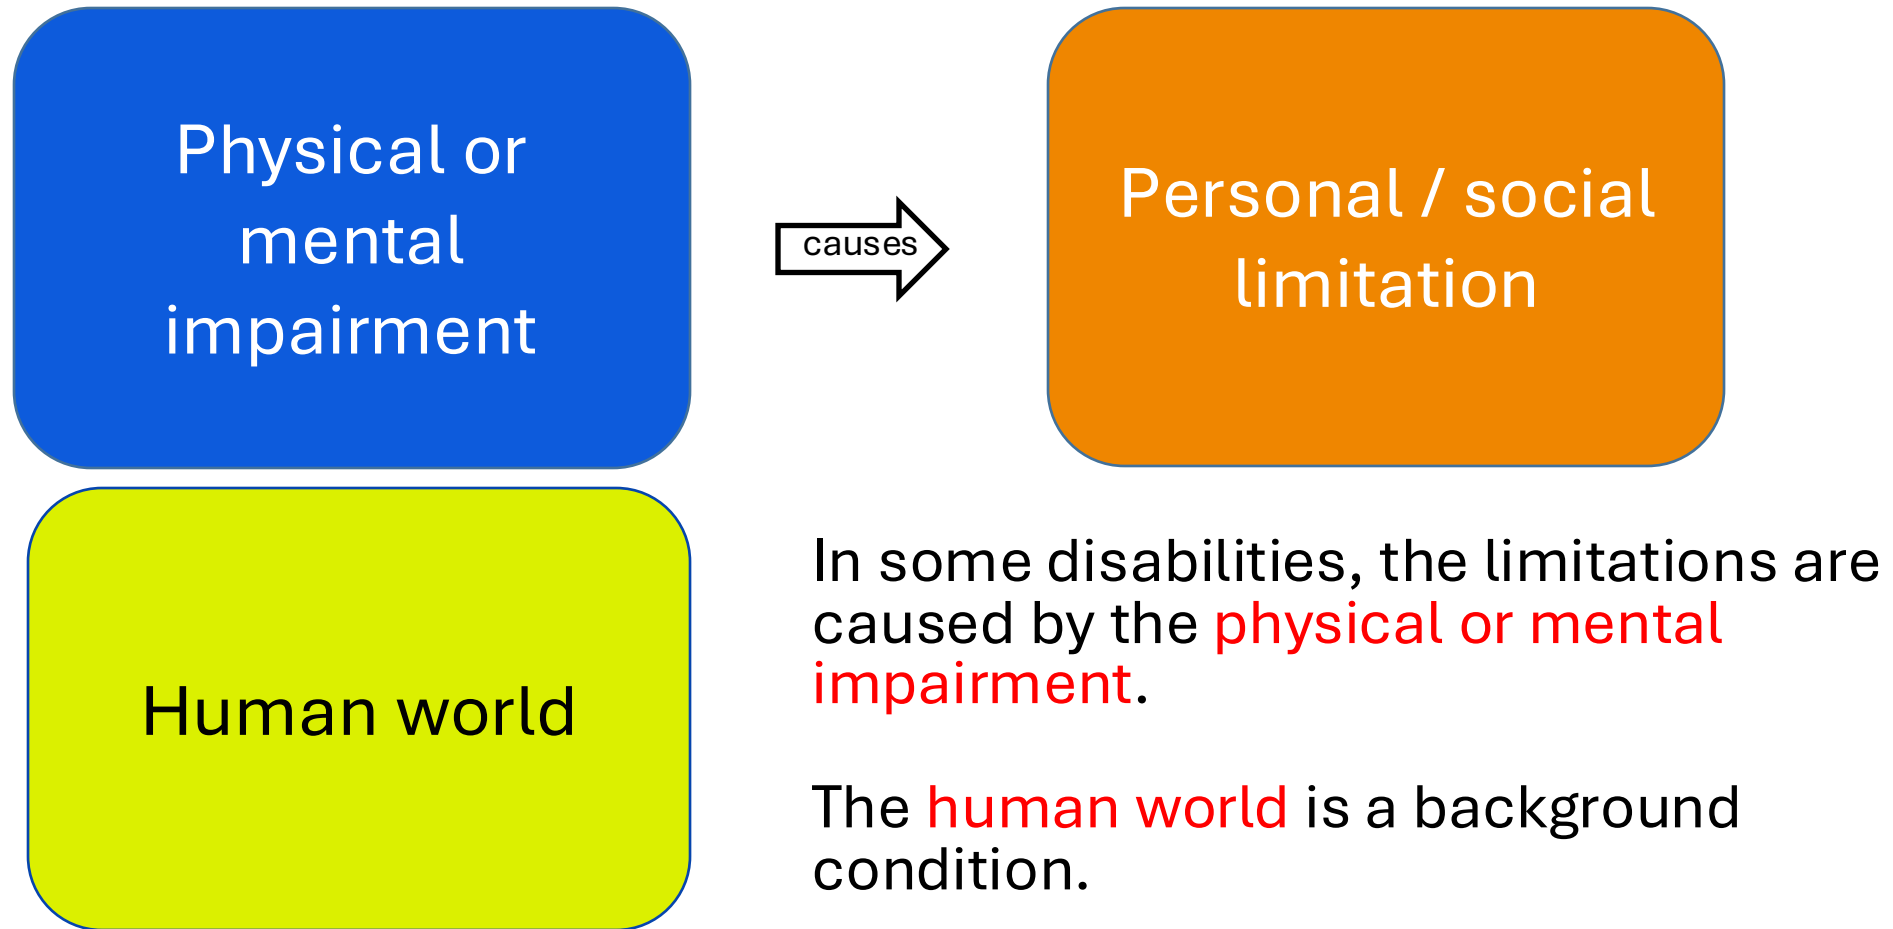 Physical or
mental
impairment
causes
Personal / social
limitation
Human world
In some disabilities, the limitations are
caused by the physical or mental
impairment.
The human world is a background
condition.